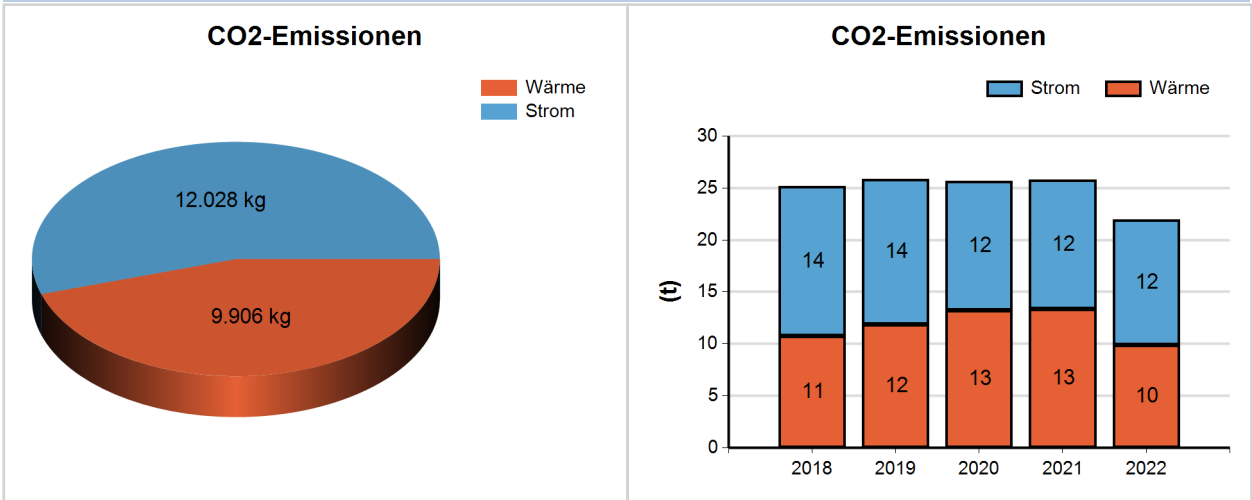 CO2-Emissionen
Wärme
Strom
12.028 kg
9.906 kg
CO2-Emissionen
Strom Wärme
30
25
20
15
10
5
0
(t)
14 14 12 12 12
11 12 13 13 10
2018 2019 2020 2021 2022